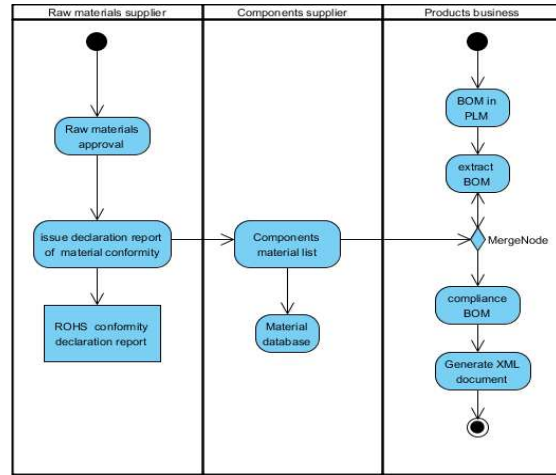 Raw materials supplier
Components supplier
Products business
Raw materials
approval
issue declaration report
of material conformity
ROHS conformity
declaration report
Components
material list
Material
database
BOM in
PLM
extract
BOM
MergeNode
compliance
BOM
Generate XML
document